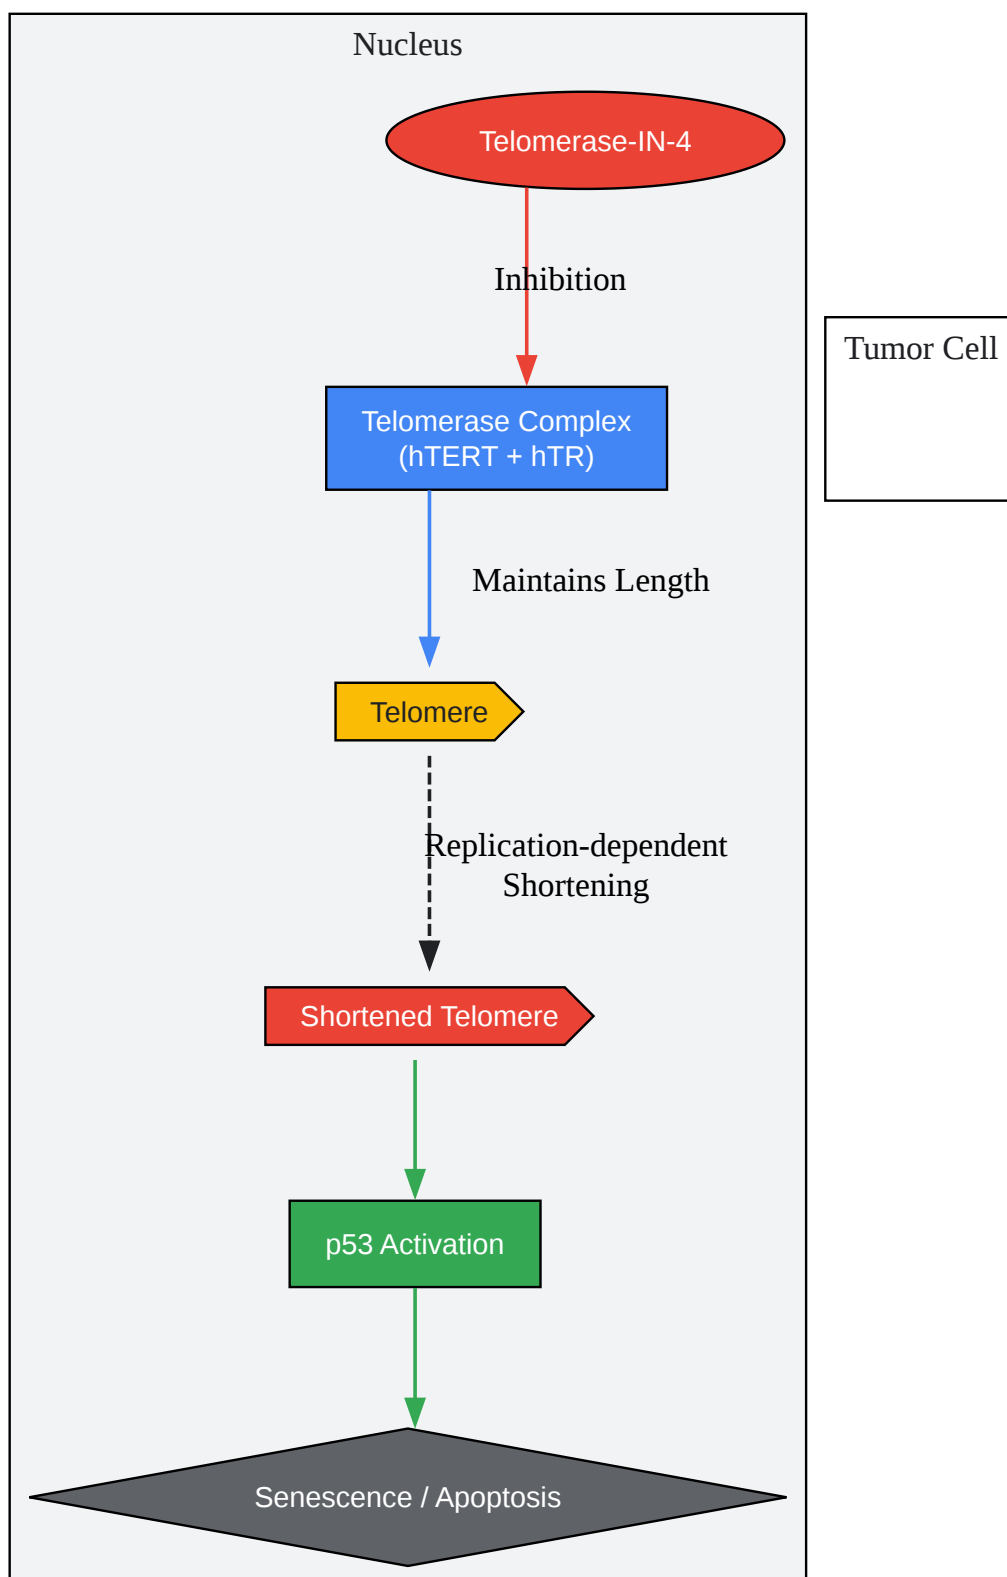 Nucleus
Telomerase-IN-4
Inhibition
Tumor Cell
Telomerase Complex
(hTERT + hTR)
Maintains Length
Telomere
Replication-dependent
Shortening
Shortened Telomere
p53 Activation
Senescence / Apoptosis